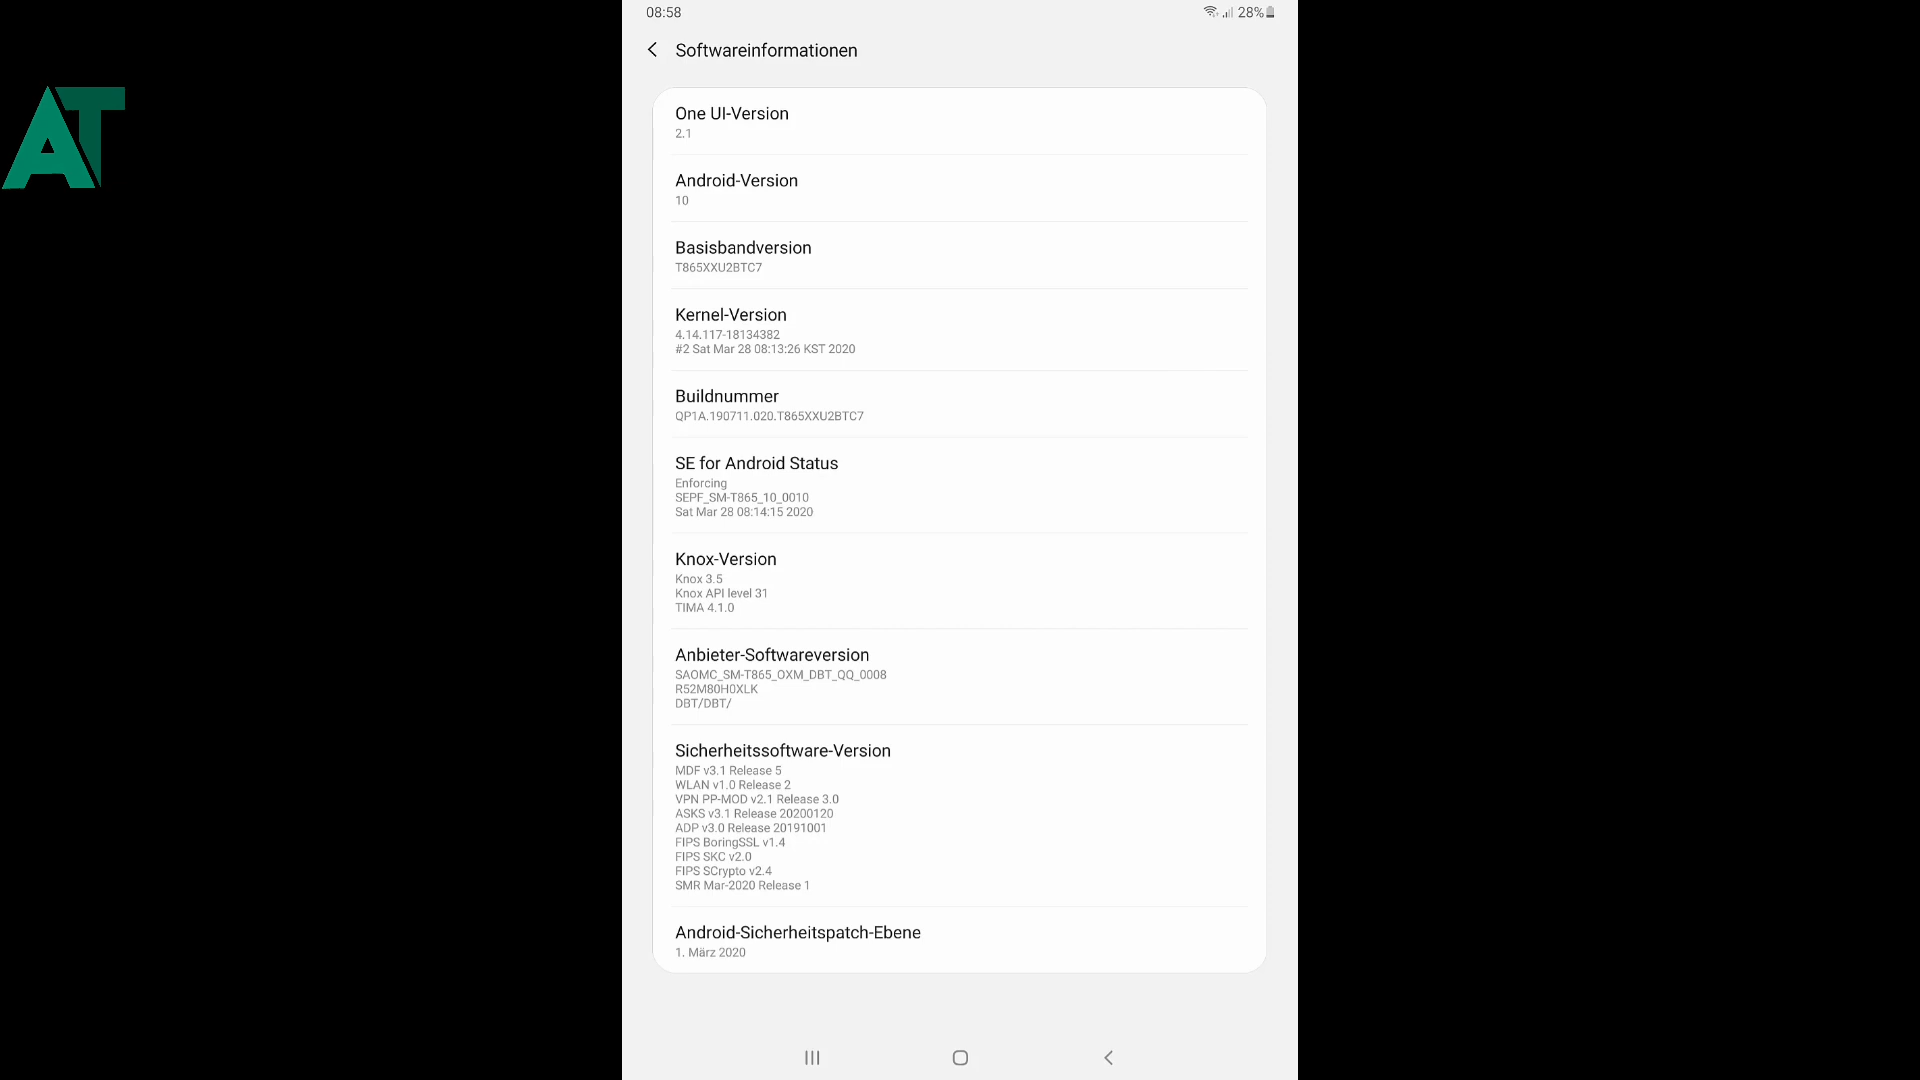 08:58
28%
Softwareinformationen
AT
One UI-Version
2.1
Android-Version
10
Basisbandversion
T865XXU2BTC7
Kernel-Version
4.14.117-18134382
#2 Sat Mar 28 08:13:26 KST 2020
Buildnummer
QP1A.190711.020.T865XXU2BTC7
SE for Android Status
Enforcing
SEPF_SM-T865_10_0010
Sat Mar 28 08:14:15 2020
Knox-Version
Knox 3.5
Knox API level 31
TIMA 4.1.0
Anbieter-Softwareversion
SAOMC_SM-T865_OXM_DBT_QQ_0008
R52M80H0XLK
DBT/DBT/
Sicherheitssoftware-Version
MDF v3.1 Release 5
WLAN v1.0 Release 2
VPN PP-MOD v2.1 Release 3.0
ASKS v3.1 Release 20200120
ADP v3.0 Release 20191001
FIPS BoringSSL v1.4
FIPS SKC v2.0
FIPS SCrypto v2.4
SMR Mar-2020 Release 1
Android-Sicherheitspatch-Ebene
1. März 2020